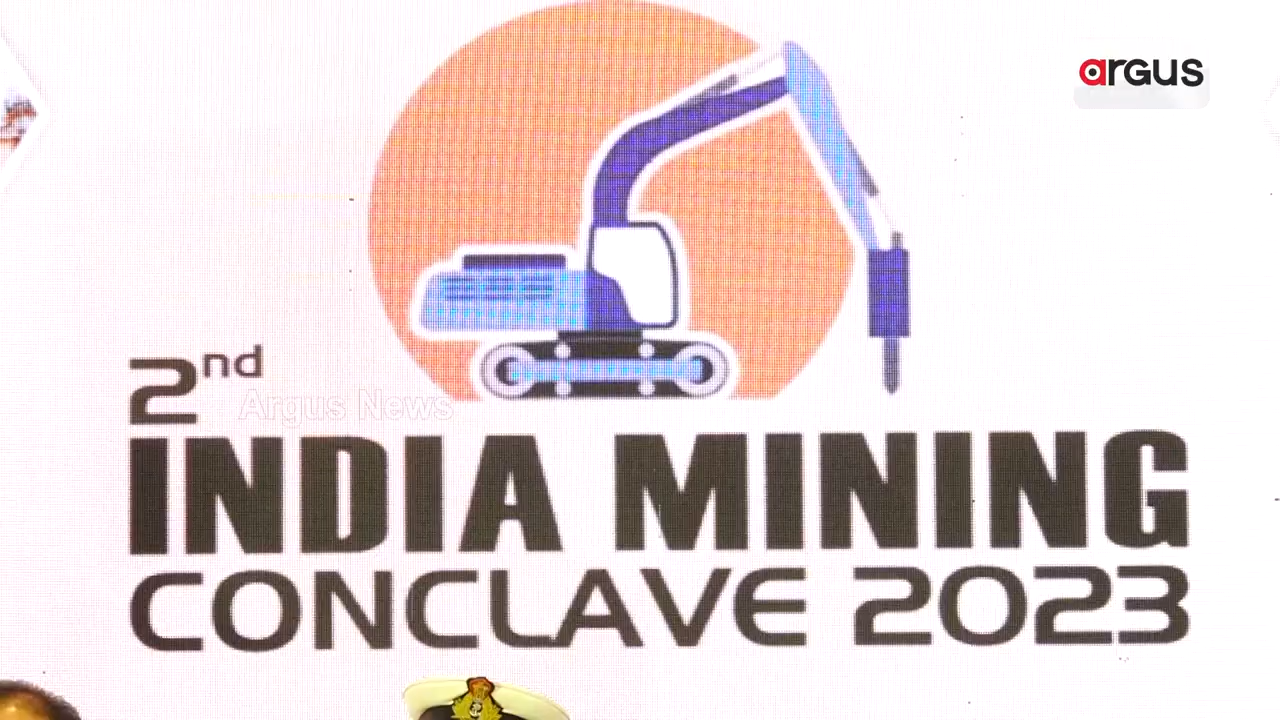 argus
2nd
Argus News
INDIA MINING
CONCLAVE 2023